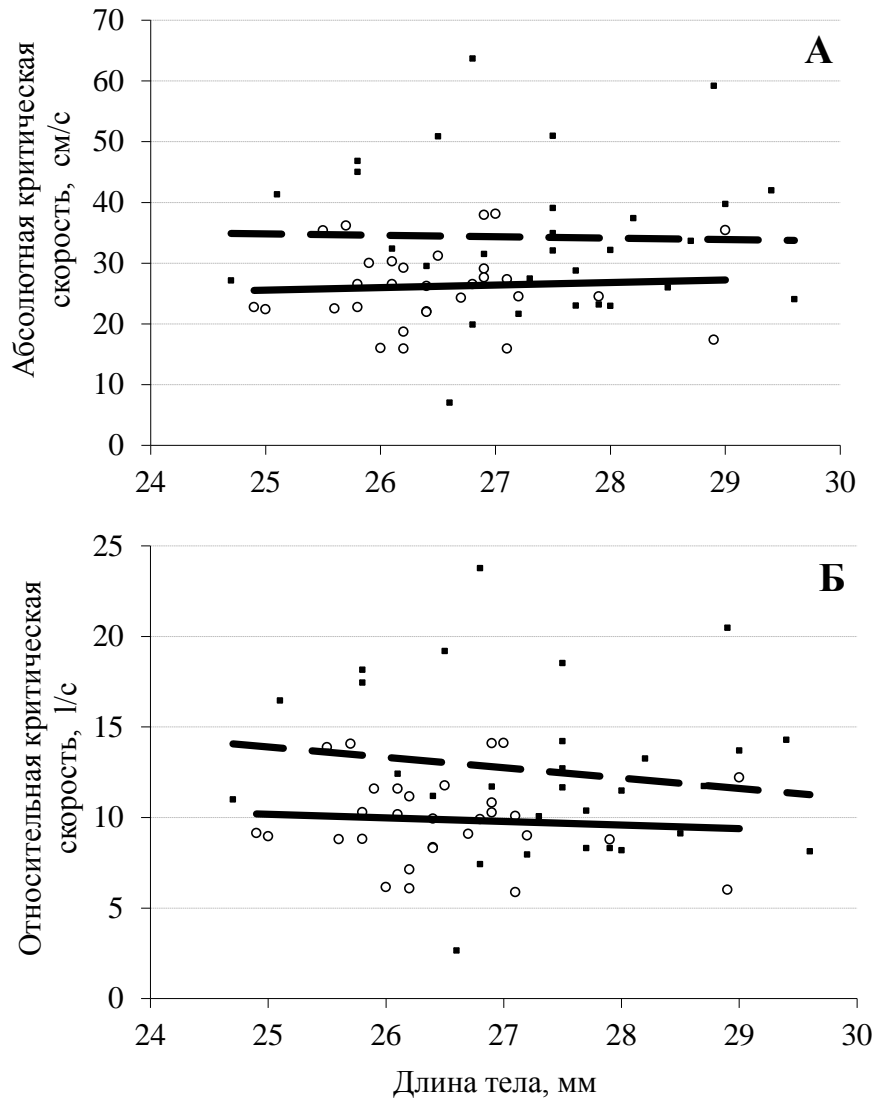 А
Абсолютная критическая
скорость, см/с
70
60
50
40
30
20
10
0
24 25 26 27 28 29 30
Б
Относительная критическая
скорость, l/с
25
20
15
10
5
0
24 25 26 27 28 29 30
Длина тела, мм